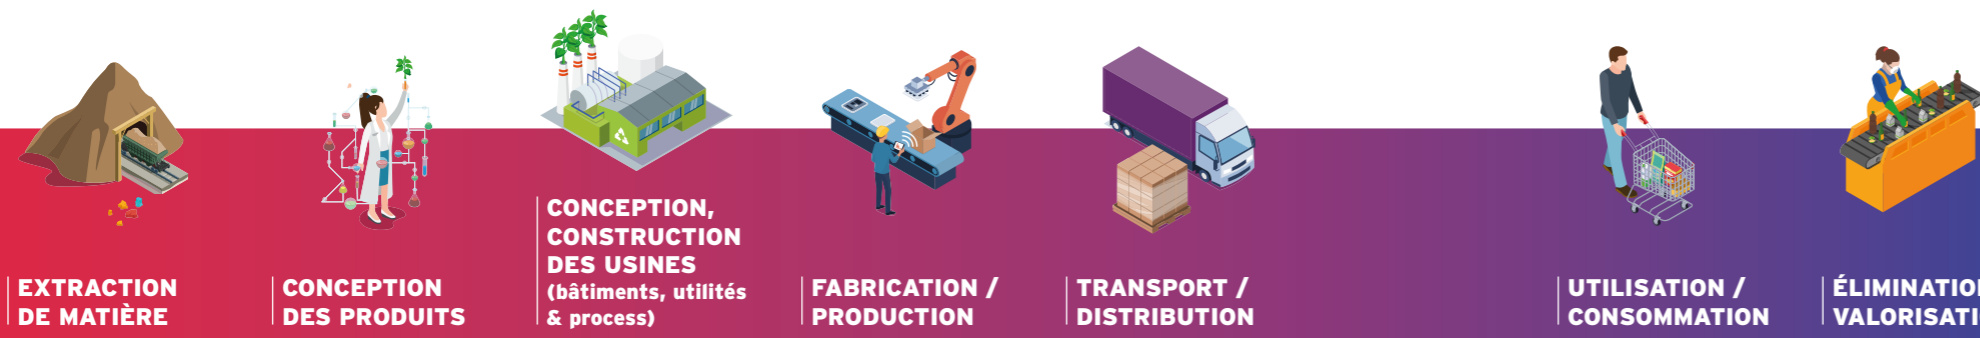 EXTRACTION
DE MATIÈRE
CONCEPTION
DES PRODUITS
CONCEPTION,
CONSTRUCTION
DES USINES
(bâtiments, utilités
& process)
FABRICATION /
PRODUCTION
TRANSPORT /
DISTRIBUTION
UTILISATION /
CONSOMMATION